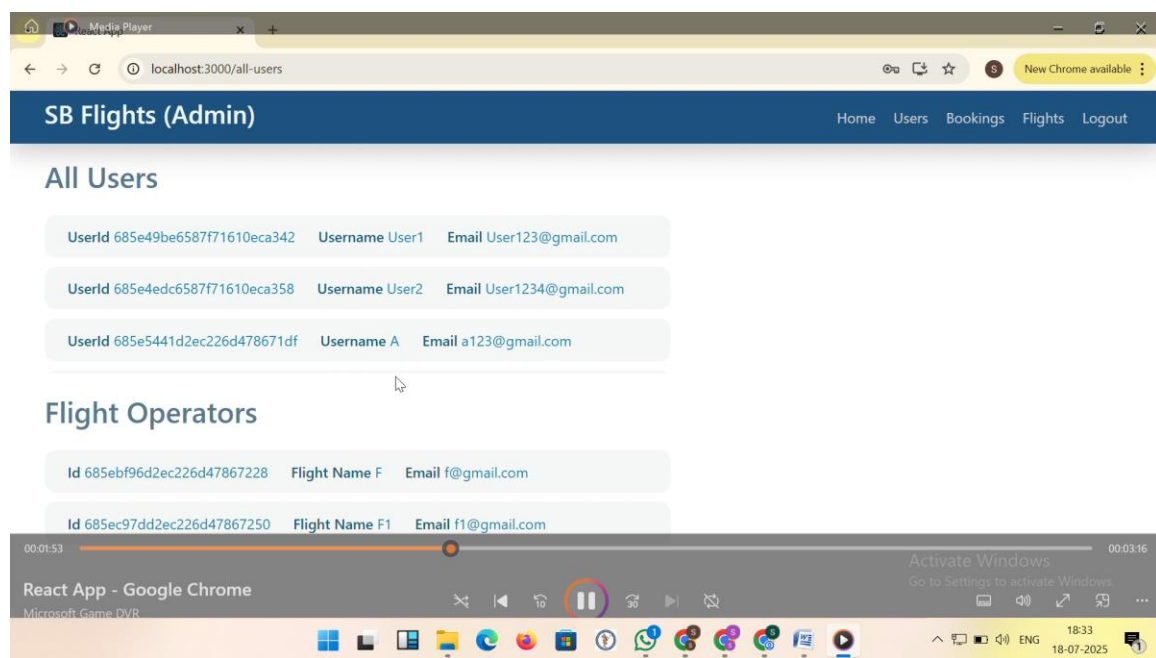 Media Player
React App
localhost:3000/all-users
S
New Chrome available
SB Flights (Admin)
Home Users Bookings Flights Logout
All Users
UserId 685e49be6587f71610eca342 Username User1 Email User123@gmail.com
UserId 685e4edc6587f71610eca358 Username User2 Email User1234@gmail.com
UserId 685e5441d2ec226d478671df Username A Email a123@gmail.com
Flight Operators
Id 685ebf96d2ec226d47867228 Flight Name F Email f@gmail.com
Id 685ec97dd2ec226d47867250 Flight Name F1 Email f1@gmail.com
00:01:53 00:03:16
Activate Windows
Go to Settings to activate Windows.
React App - Google Chrome
Microsoft Game DVR
10 30
ENG 18:33
18-07-2025